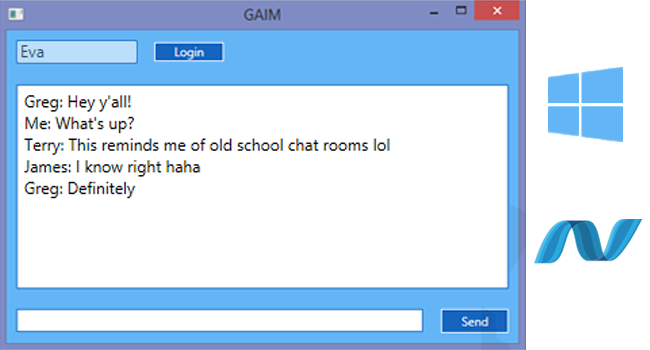 GAIM
Eva
Login
Greg: Hey y'all!
Me: What's up?
Terry: This reminds me of old school chat rooms lol
James: I know right haha
Greg: Definitely
Send